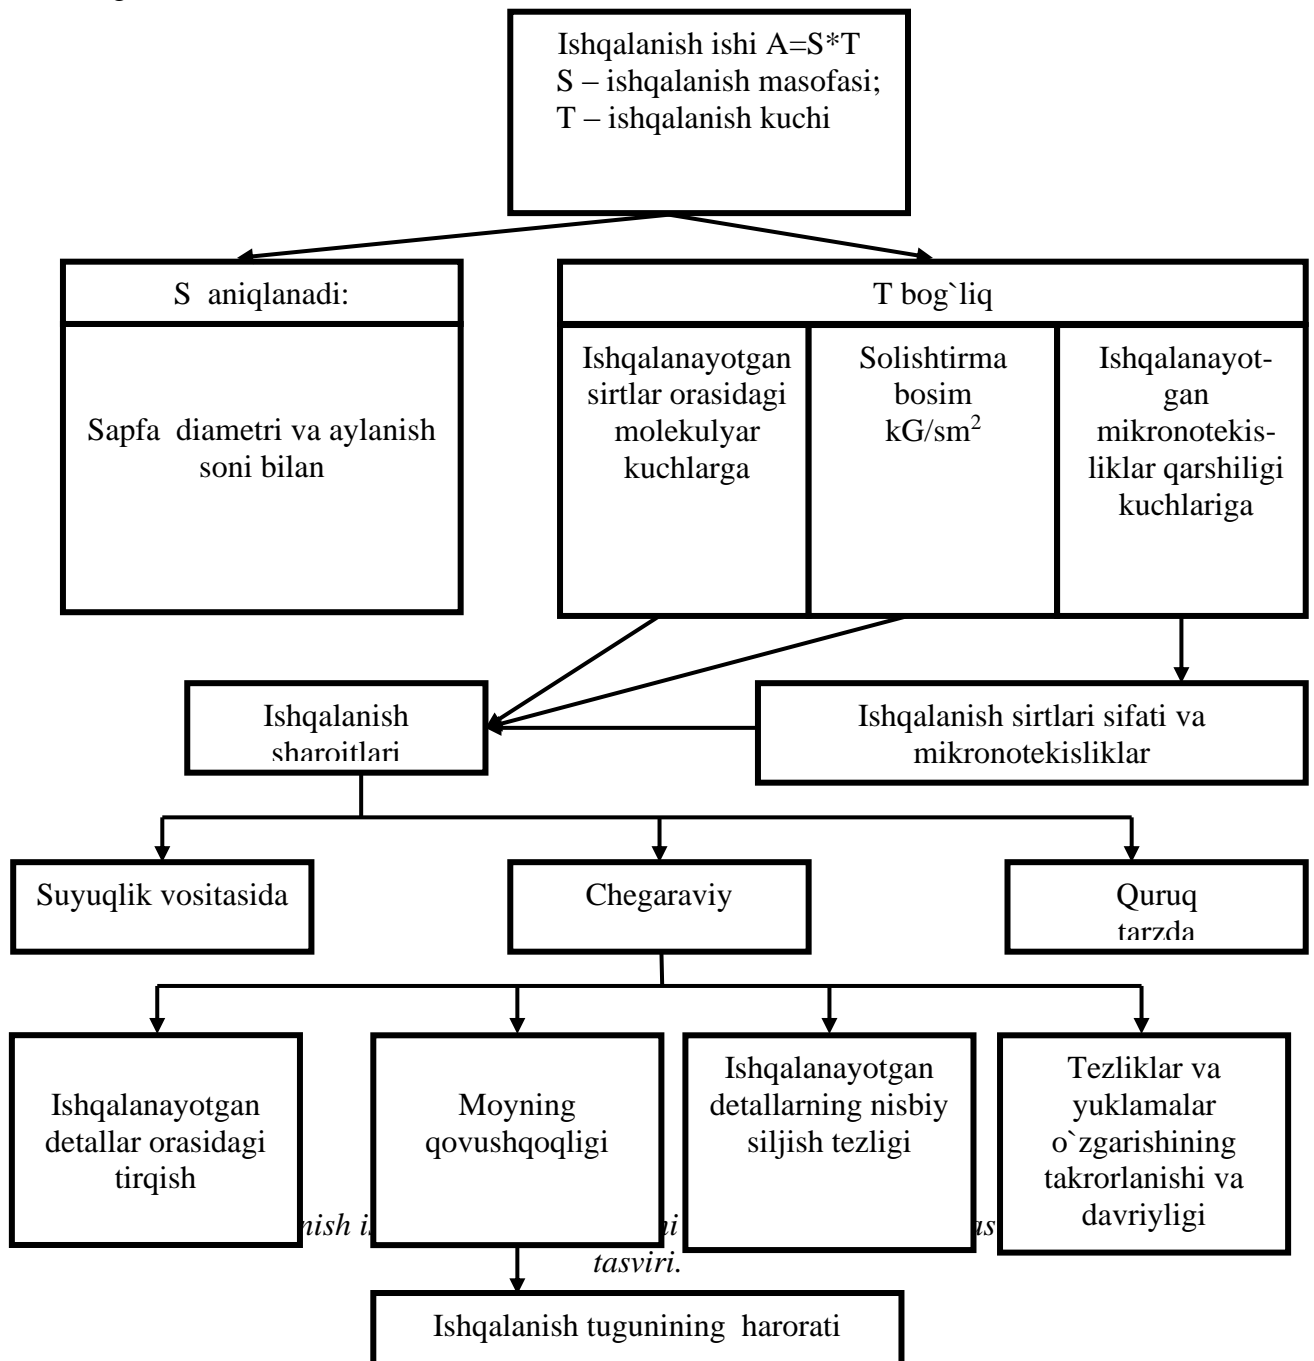 Ishqalanish ishi A=S*T
S – ishqalanish masofasi;
T – ishqalanish kuchi
S aniqlanadi:
Sapfa diametri va aylanish
soni bilan
T bog`liq
Ishqalanayotgan
sirtlar orasidagi
molekulyar
kuchlarga
Solishtirma
bosim
kG/sm²
Ishqalanayot-
gan
mikronotekis-
liklar qarshiligi
kuchlariga
Ishqalanish
sharoitlari
Ishqalanish sirtlari sifati va
mikronotekisliklar
Suyuqlik vositasida
Chegaraviy
Quruq
tarzda
Ishqalanayotgan
detallar orasidagi
tirqish
Moyning
qovushqoqligi
Ishqalanayotgan
detallarning nisbiy
siljish tezligi
Tezliklar va
yuklamalar
o`zgarishining
takrorlanishi va
davriyligi
tasviri.
Ishqalanish tugunining harorati